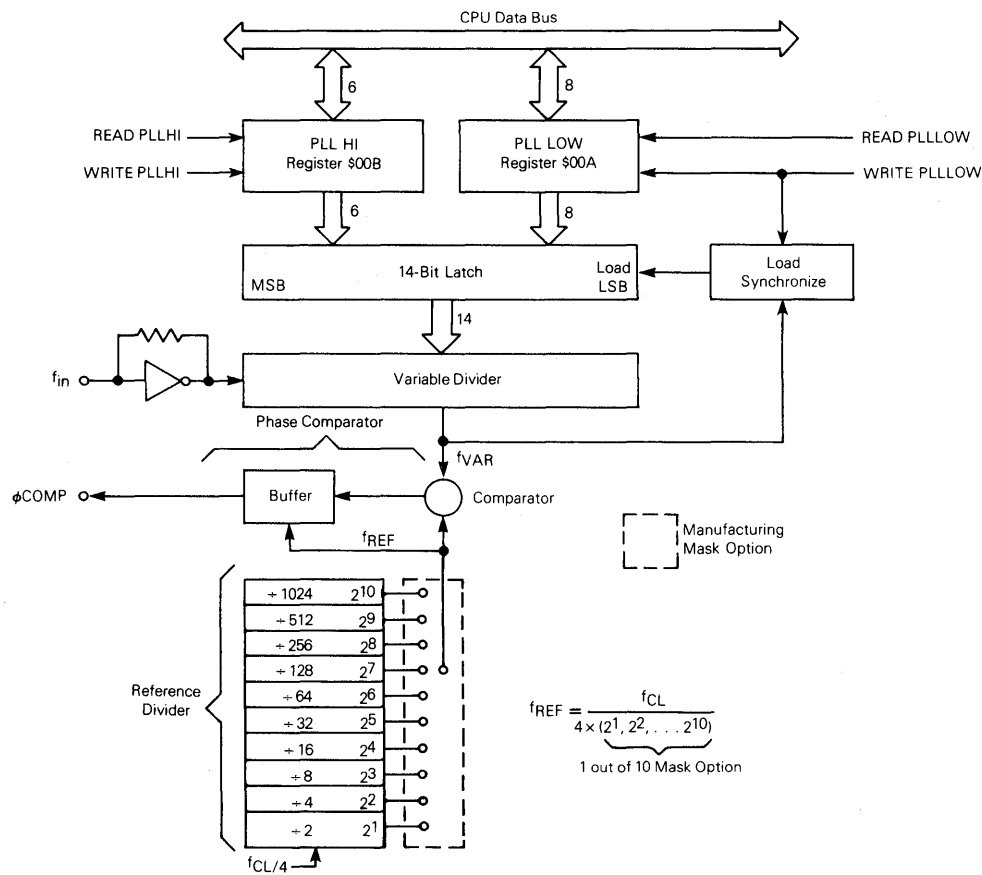 CPU Data Bus
6
8
READ PLLHI
PLL HI
Register $00B
WRITE PLLHI
PLL LOW
Register $00A
READ PLLLOW
WRITE PLLLOW
6
8
14-Bit Latch
MSB
Load
LSB
Load
Synchronize
14
fin
Variable Divider
Phase Comparator
fVAR
φCOMP
Buffer
Comparator
fREF
Manufacturing
Mask Option
÷ 1024 2^10
÷ 512 2^9
÷ 256 2^8
÷ 128 2^7
÷ 64 2^6
÷ 32 2^5
÷ 16 2^4
÷ 8 2^3
÷ 4 2^2
÷ 2 2^1
Reference
Divider
fCL/4
fREF = fCL
4 × (2^1, 2^2, . . . 2^10)
1 out of 10 Mask Option